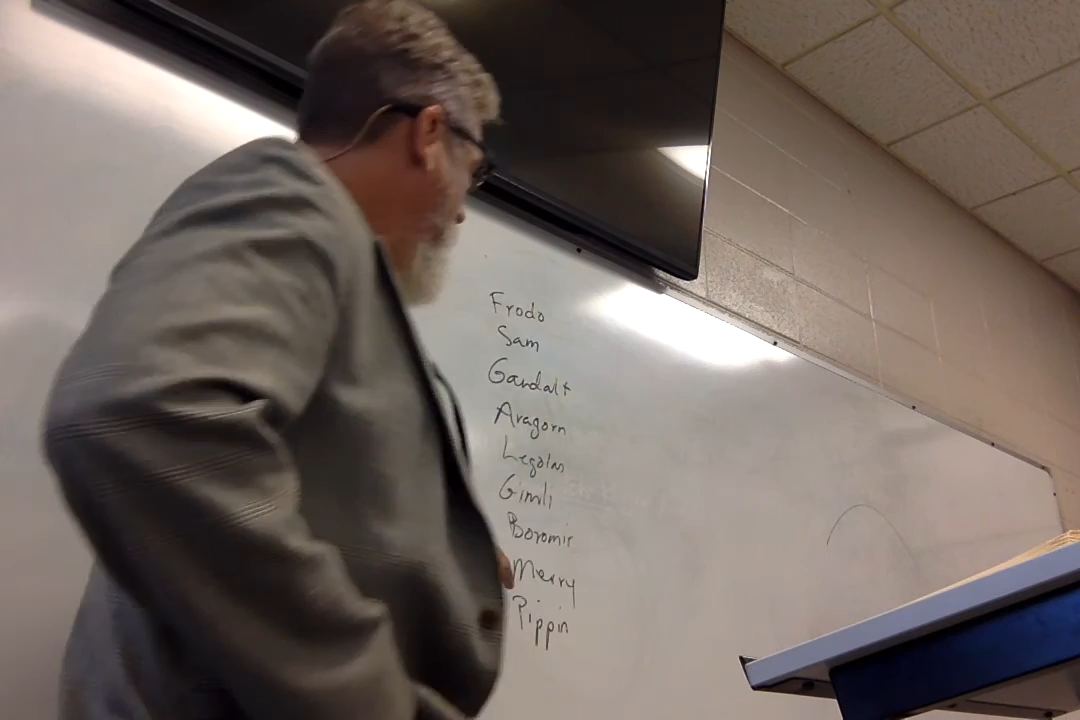 Frodo
Sam
Gandalf
Aragorn
Legolas
Gimli
Boromir
Merry
Pippin